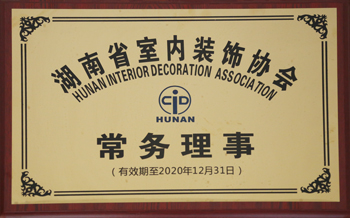 湖南省室内装饰协会
HUNAN INTERIOR DECORATION ASSOCIATION
CID
HUNAN
常务理事
(有效期至2020年12月31日)